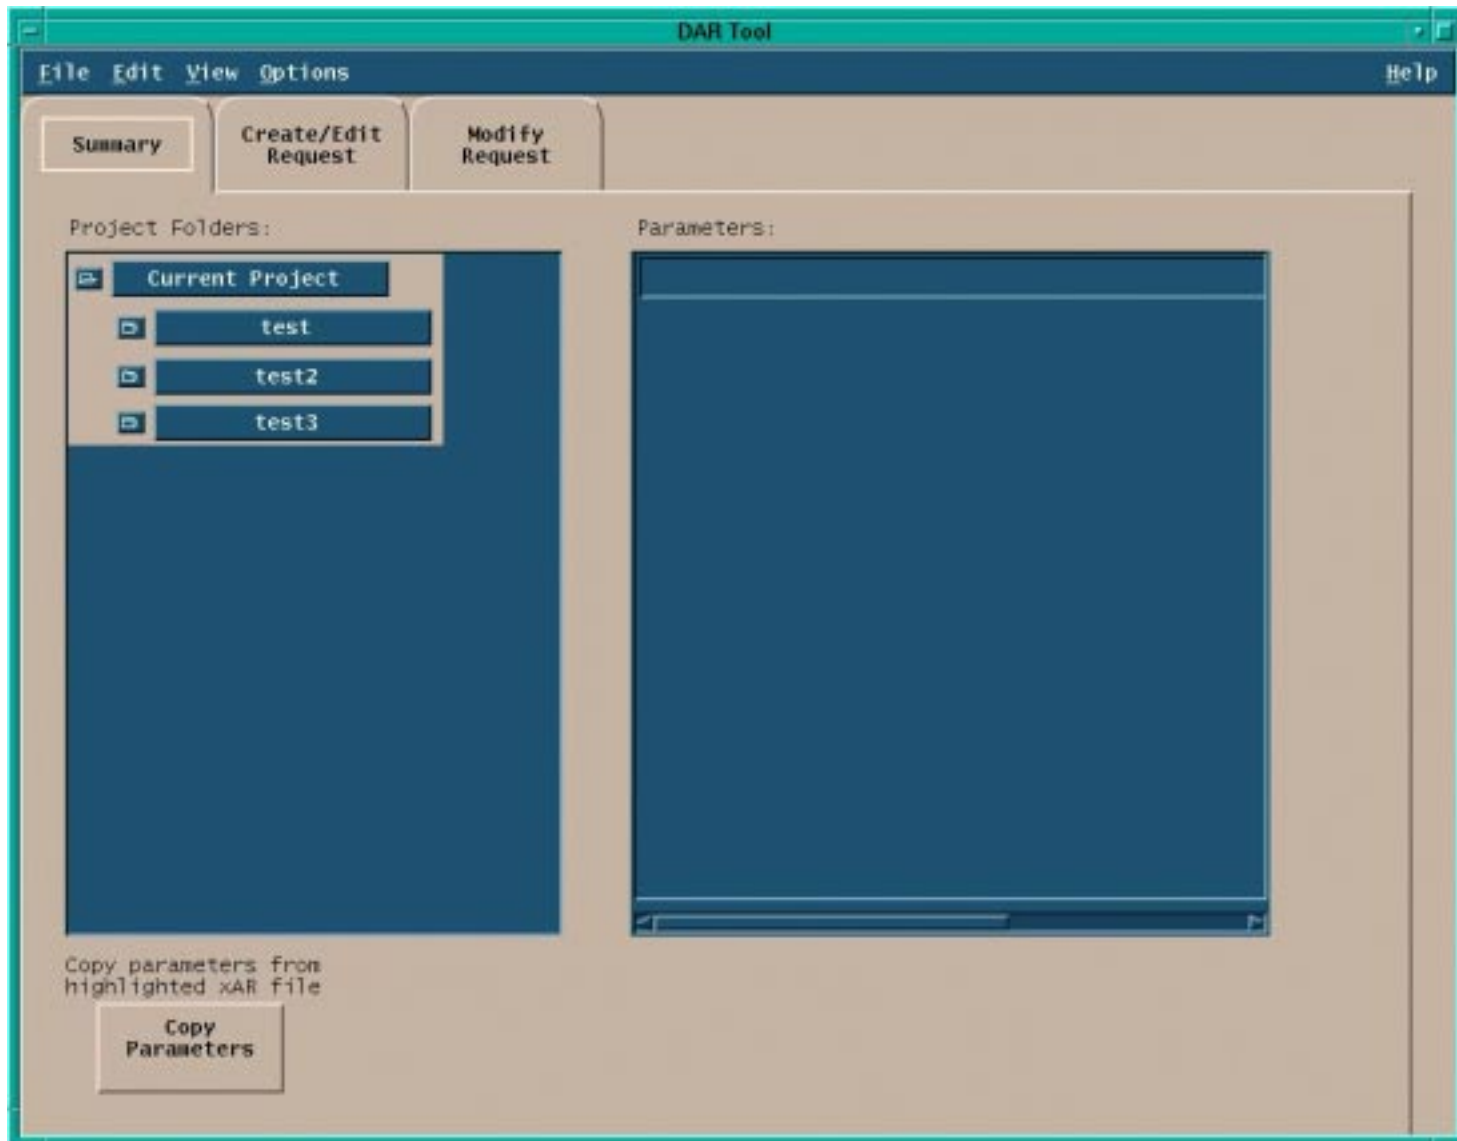 DAR Tool
File Edit View Options Help
Summary
Create/Edit
Request
Modify
Request
Project Folders:
Parameters:
Current Project
test
test2
test3
Copy parameters from
highlighted xAR file
Copy
Parameters